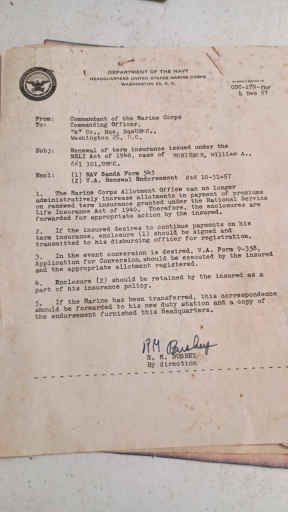 DEPARTMENT OF THE NAVY
HEADQUARTERS UNITED STATES MARINE CORPS
WASHINGTON 25, D. C.
From: Commandant of the Marine Corps
To: Commanding Officer,
Washington 25, D.C.
Subj: Renewal of term insurance issued under the
NSLI Act of 1940, case of William A.,
Encl: (1) NAV Sanda Form 545
(2) V.A. Renewal Endorsement dtd 10-31-57
1. The Marine Corps Allotment Office can no longer
administratively increase allotments in payment of premiums
on renewed term insurance granted under the National Service
Life Insurance Act of 1940. Therefore, the enclosures are
forwarded for appropriate action by the insured.
2. If the insured desires to continue payments on his
term insurance, enclosure (1) should be signed and
transmitted to his disbursing officer for registration.
3. In the event conversion is desired, V.A. Form 9-358,
Application for Conversion, should be executed by the insured
and the appropriate allotment registered.
4. Enclosure (2) should be retained by the insured as a
part of his insurance policy.
5. If the Marine has been transferred, this correspondence
should be forwarded to his new duty station and a copy of
the endorsement furnished this Headquarters.
By direction